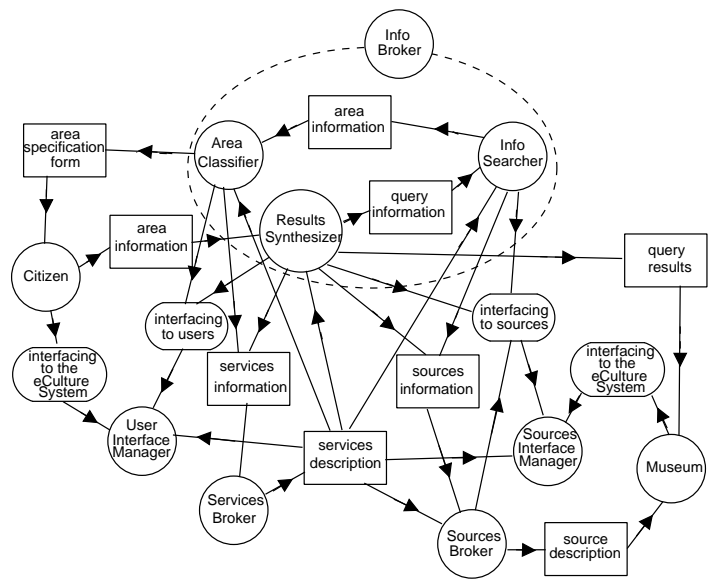 Info
Broker
area
information
area
specification
form
Area
Classifier
Info
Searcher
query
information
Results
Synthesizer
area
information
query
results
Citizen
interfacing
to users
interfacing
to sources
interfacing
to the
eCulture
System
services
information
sources
information
interfacing
to the
eCulture
System
User
Interface
Manager
services
description
Sources
Interface
Manager
Museum
Services
Broker
Sources
Broker
source
description